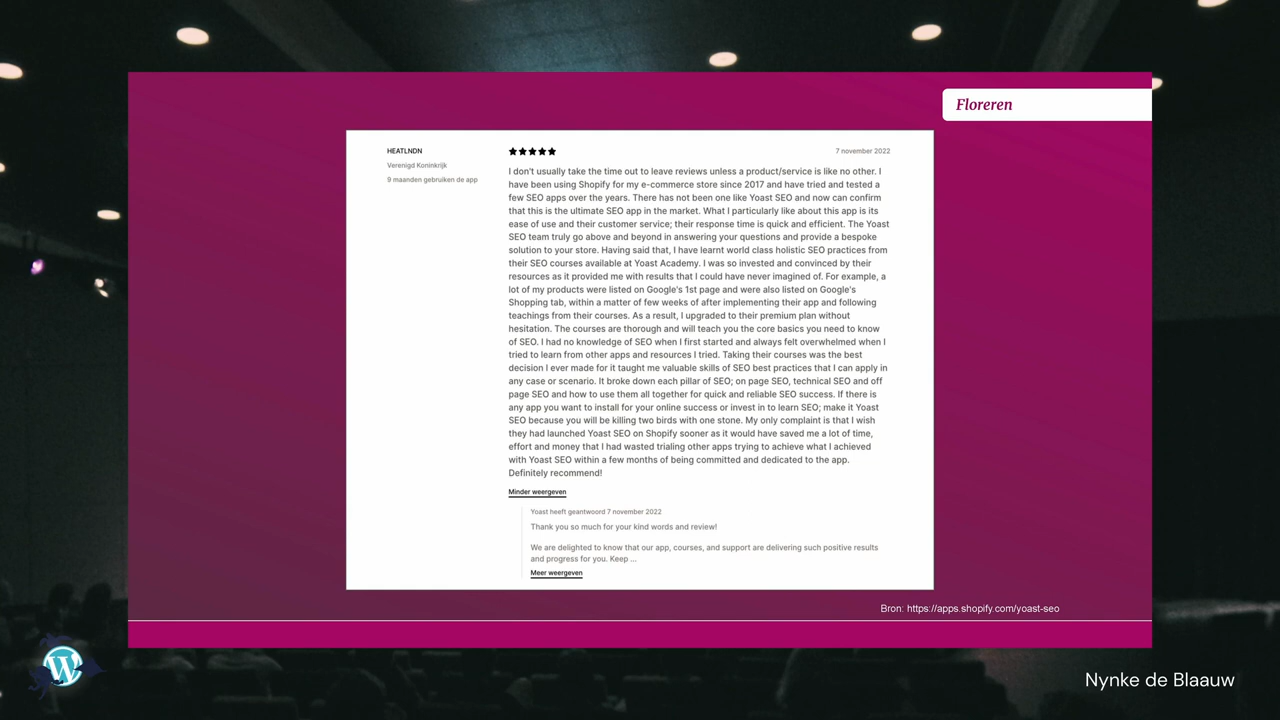 Floreren
HEATLNDN
Verenigd Koninkrijk
9 maanden gebruiken de app
7 november 2022
I don't usually take the time out to leave reviews unless a product/service is like no other. I
have been using Shopify for my e-commerce store since 2017 and have tried and tested a
few SEO apps over the years. There has not been one like Yoast SEO and now can confirm
that this is the ultimate SEO app in the market. What I particularly like about this app is its
ease of use and their customer service; their response time is quick and efficient. The Yoast
SEO team truly go above and beyond in answering your questions and provide a bespoke
solution to your store. Having said that, I have learnt world class holistic SEO practices from
their SEO courses available at Yoast Academy. I was so invested and convinced by their
resources as it provided me with results that I could have never imagined of. For example, a
lot of my products were listed on Google's 1st page and were also listed on Google's
Shopping tab, within a matter of few weeks of after implementing their app and following
teachings from their courses. As a result, I upgraded to their premium plan without
hesitation. The courses are thorough and will teach you the core basics you need to know
of SEO. I had no knowledge of SEO when I first started and always felt overwhelmed when I
tried to learn from other apps and resources I tried. Taking their courses was the best
decision I ever made for it taught me valuable skills of SEO best practices that I can apply in
any case or scenario. It broke down each pillar of SEO; on page SEO, technical SEO and off
page SEO and how to use them all together for quick and reliable SEO success. If there is
any app you want to install for your online success or invest in to learn SEO; make it Yoast
SEO because you will be killing two birds with one stone. My only complaint is that I wish
they had launched Yoast SEO on Shopify sooner as it would have saved me a lot of time,
effort and money that I had wasted trialing other apps trying to achieve what I achieved
with Yoast SEO within a few months of being committed and dedicated to the app.
Definitely recommend!
Minder weergeven
Yoast heeft geantwoord 7 november 2022
Thank you so much for your kind words and review!
We are delighted to know that our app, courses, and support are delivering such positive results
and progress for you. Keep ...
Meer weergeven
Bron: https://apps.shopify.com/yoast-seo
Nynke de Blaauw